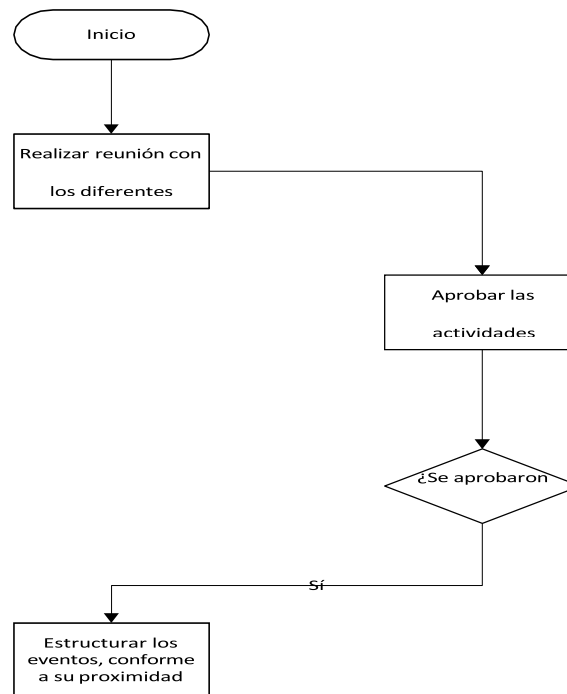 Inicio
Realizar reunión con
los diferentes
Aprobar las
actividades
¿Se aprobaron
Sí
Estructurar los
eventos, conforme
a su proximidad